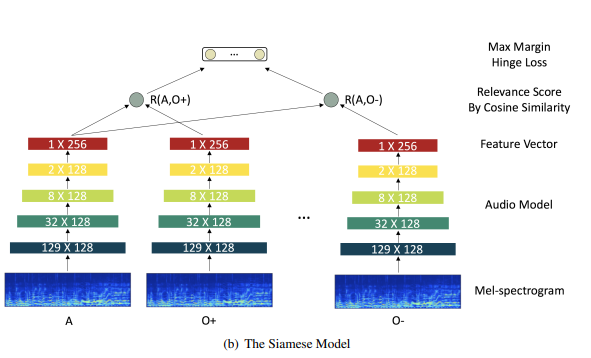 Max Margin
Hinge Loss
...
R(A,O+)
R(A,O-)
Relevance Score
By Cosine Similarity
1 X 256
1 X 256
1 X 256
Feature Vector
2 X 128
2 X 128
2 X 128
8 X 128
8 X 128
8 X 128
Audio Model
32 X 128
32 X 128
...
32 X 128
129 X 128
129 X 128
129 X 128
Mel-spectrogram
A
O+
O-
(b) The Siamese Model